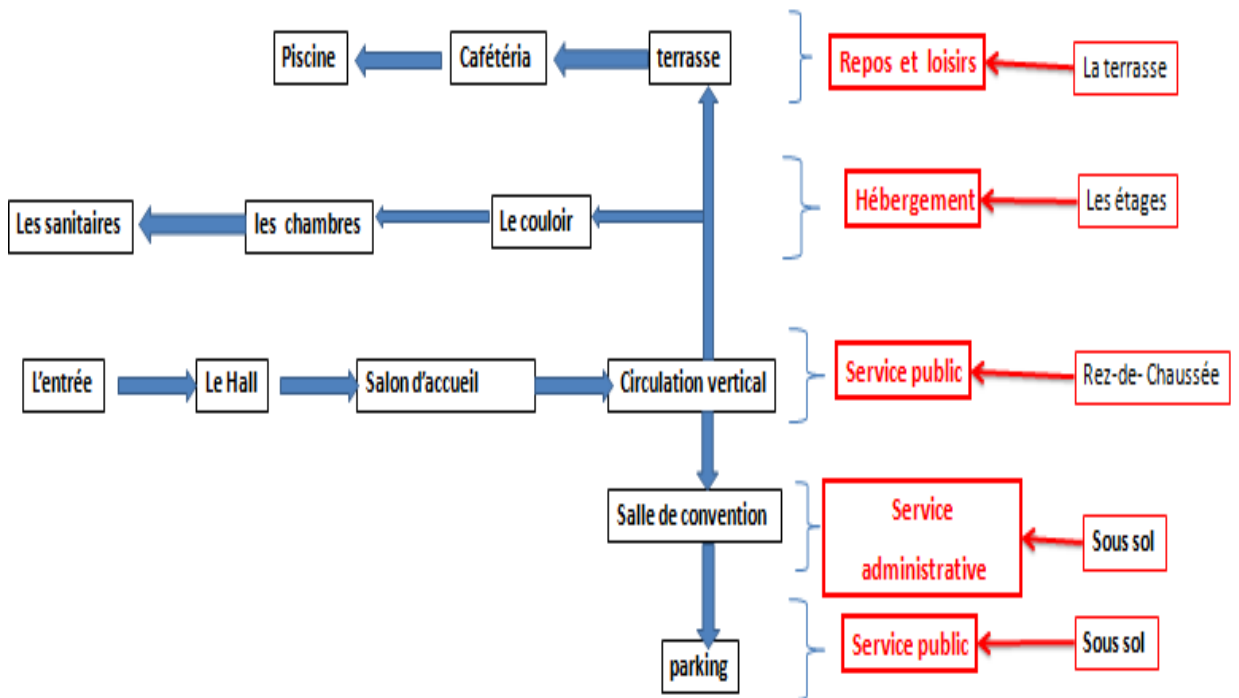 Piscine
Cafétéria
terrasse
Repos et loisirs
La terrasse
Les sanitaires
les chambres
Le couloir
Hébergement
Les étages
L'entrée
Le Hall
Salon d'accueil
Circulation vertical
Service public
Rez-de- Chaussée
Salle de convention
Service
administrative
Sous sol
parking
Service public
Sous sol